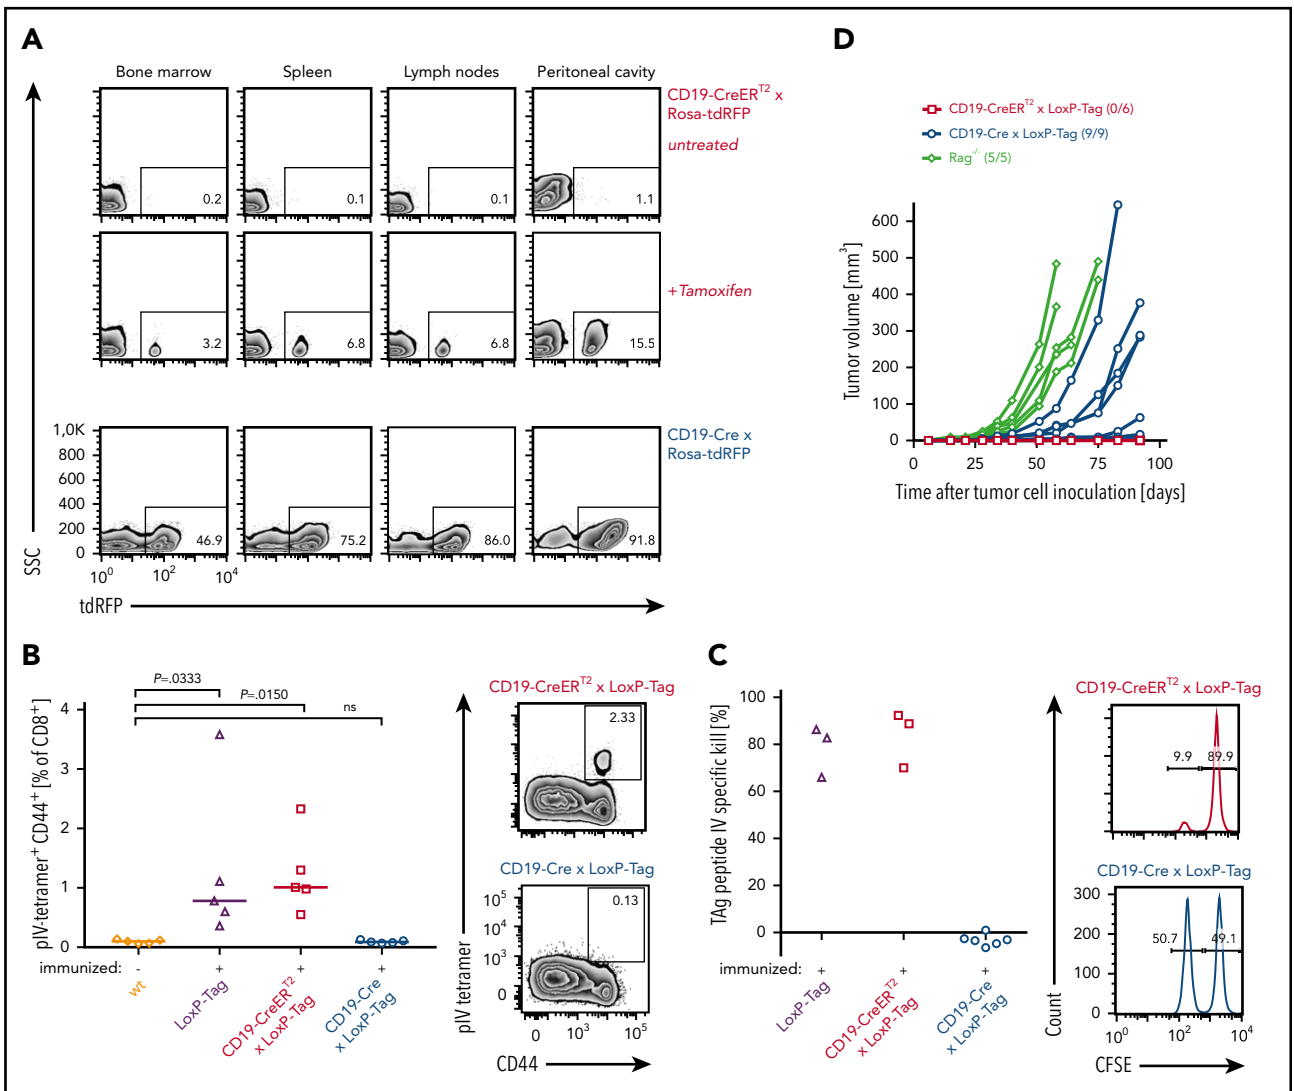 A
Bone marrow
Spleen
Lymph nodes
Peritoneal cavity
CD19-CreER^T2 x
Rosa-tdRFP
untreated
0.2
0.1
0.1
1.1
+Tamoxifen
3.2
6.8
6.8
15.5
CD19-Cre x
Rosa-tdRFP
1,0K
800
600
400
200
0
46.9
75.2
86.0
91.8
10^0
10^2
10^4
SSC
tdRFP
D
CD19-CreER^T2 x LoxP-Tag (0/6)
CD19-Cre x LoxP-Tag (9/9)
Rag^-/- (5/5)
600
500
400
300
200
100
0
Tumor volume [mm^3]
0
25
50
75
100
Time after tumor cell inoculation [days]
B
P=.0333
P=.0150
ns
4
3
2
1
0
pIV-tetramer^+ CD44^+ [% of CD8^+]
immunized:
-
+
+
+
wt
LoxP-Tag
CD19-CreER^T2
x LoxP-Tag
CD19-Cre
x LoxP-Tag
CD19-CreER^T2 x LoxP-Tag
2.33
CD19-Cre x LoxP-Tag
0.13
10^5
10^4
10^3
0
0
10^3
10^5
pIV tetramer
CD44
C
100
80
60
40
20
0
TAg peptide IV specific kill [%]
immunized:
+
+
+
LoxP-Tag
CD19-CreER^T2
x LoxP-Tag
CD19-Cre
x LoxP-Tag
CD19-CreER^T2 x LoxP-Tag
9.9
89.9
CD19-Cre x LoxP-Tag
300
200
100
0
50.7
49.1
10^0
10^2
10^4
Count
CFSE